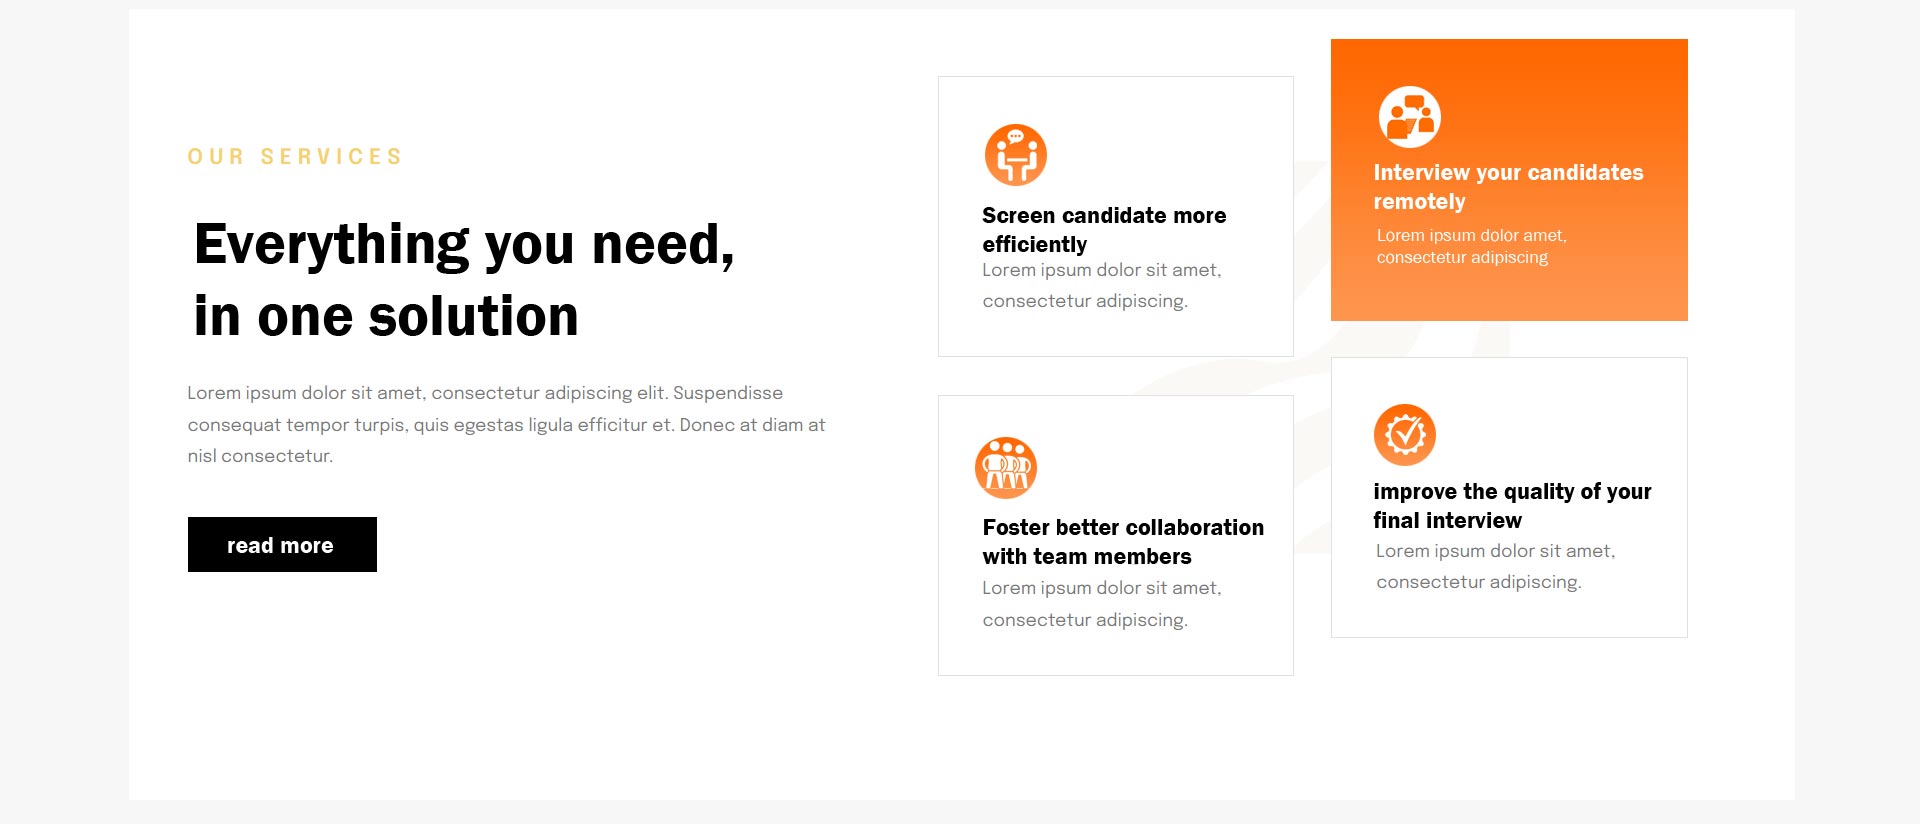 OUR SERVICES
Everything you need,
in one solution
Lorem ipsum dolor sit amet, consectetur adipiscing elit. Suspendisse
consequat tempor turpis, quis egestas ligula efficitur et. Donec at diam at
nisl consectetur.
read more
Screen candidate more
efficiently
Lorem ipsum dolor sit amet,
consectetur adipiscing.
Interview your candidates
remotely
Lorem ipsum dolor amet,
consectetur adipiscing
Foster better collaboration
with team members
Lorem ipsum dolor sit amet,
consectetur adipiscing.
improve the quality of your
final interview
Lorem ipsum dolor sit amet,
consectetur adipiscing.